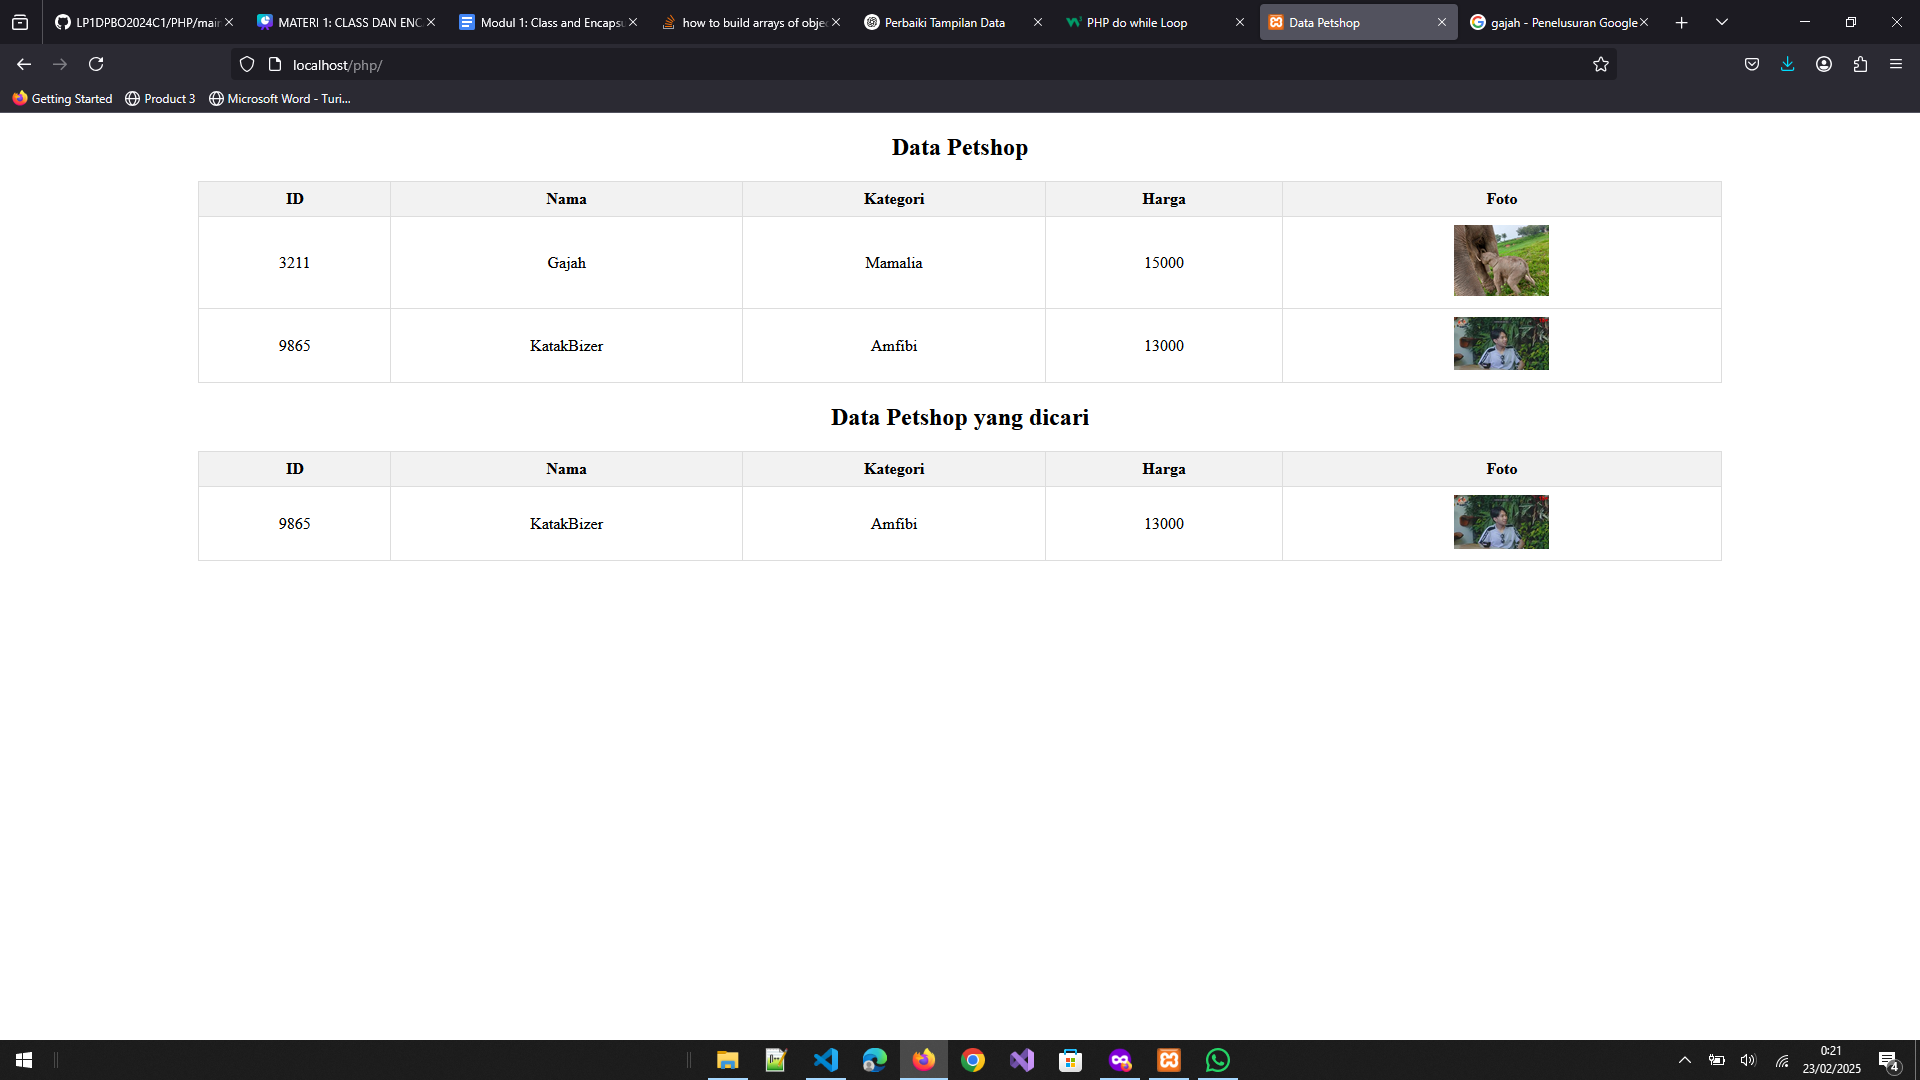 LP1DPBO2024C1/PHP/mair
MATERI 1: CLASS DAN ENC
Modul 1: Class and Encapsu
how to build arrays of objec
Perbaiki Tampilan Data
PHP do while Loop
Data Petshop
gajah - Penelusuran Google
localhost/php/
Getting Started
Product 3
Microsoft Word - Turi...
Data Petshop
ID Nama Kategori Harga Foto
3211 Gajah Mamalia 15000
9865 KatakBizer Amfibi 13000
Data Petshop yang dicari
ID Nama Kategori Harga Foto
9865 KatakBizer Amfibi 13000
0:21
23/02/2025
4